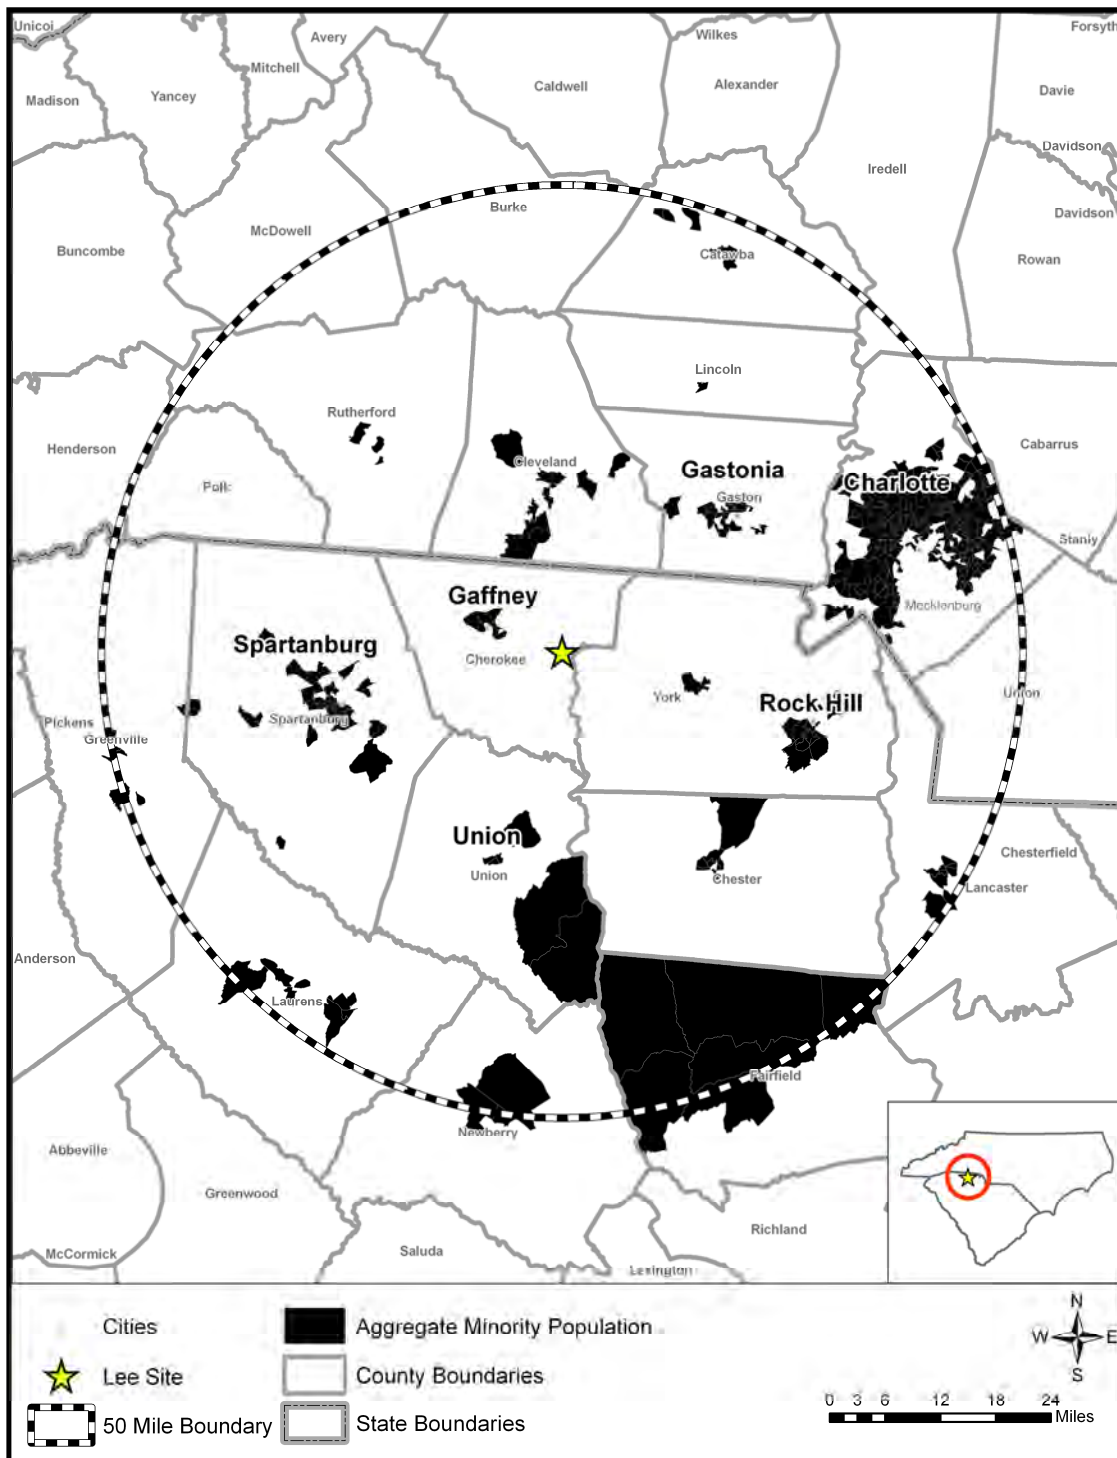 Unicoi
Avery
Wilkes
Forsyth
Mitchell
Caldwell
Alexander
Madison
Yancey
Davie
Davidson
Iredell
Burke
Davidson
McDowell
Buncombe
Catawba
Rowan
Lincoln
Rutherford
Henderson
Cabarrus
Cleveland
Gastonia
Charlotte
Polk
Gaston
Stanly
Gaffney
Mecklenburg
Spartanburg
Cherokee
York
Rock Hill
Union
Pickens
Spartanburg
Greenville
Union
Chesterfield
Union
Chester
Lancaster
Anderson
Laurens
Fairfield
Newberry
Abbeville
Greenwood
Richland
McCormick
Saluda
Lexington
Cities
Aggregate Minority Population
Lee Site
County Boundaries
50 Mile Boundary
State Boundaries
N
W
E
S
0 3 6 12 18 24
Miles